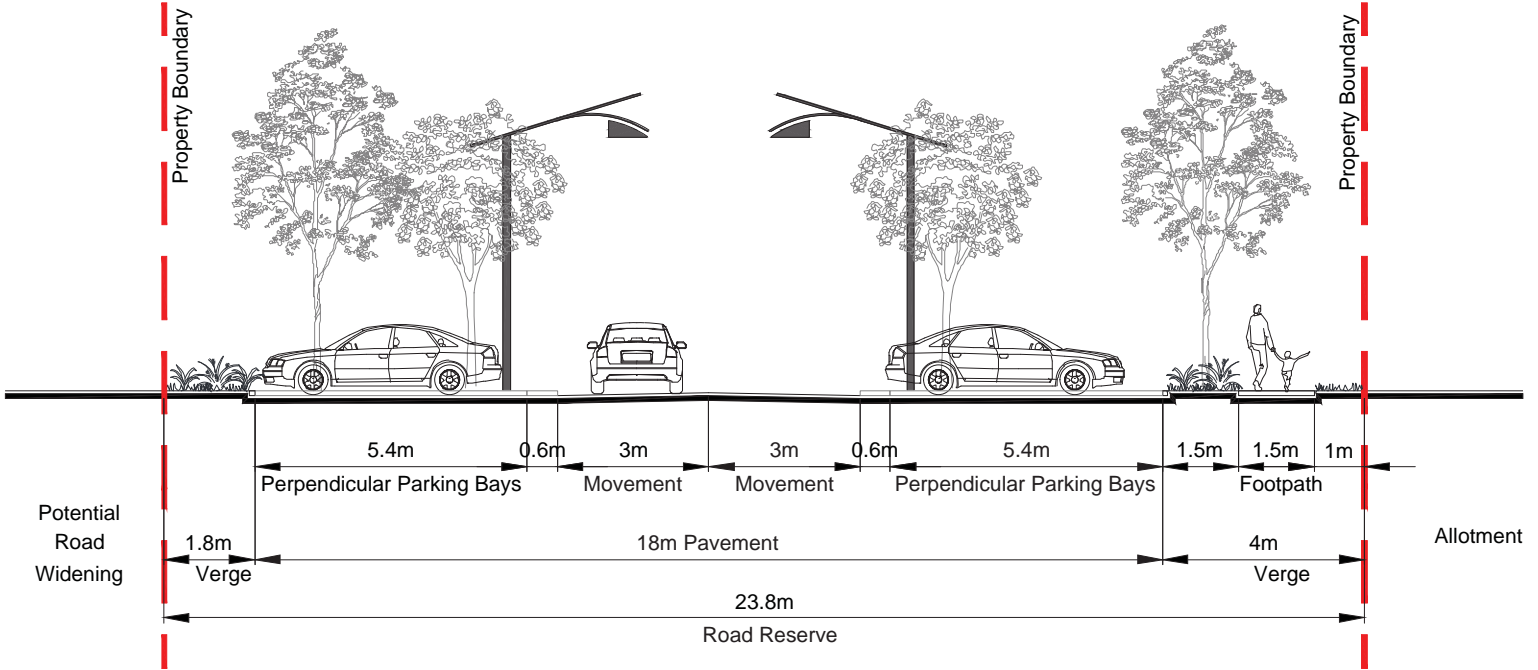 Property Boundary
Property Boundary
5.4m
0.6m
3m
3m
0.6m
5.4m
1.5m
1.5m
1m
Perpendicular Parking Bays
Movement
Movement
Perpendicular Parking Bays
Footpath
Potential
Road
Widening
1.8m
Verge
18m Pavement
4m
Verge
Allotment
23.8m
Road Reserve